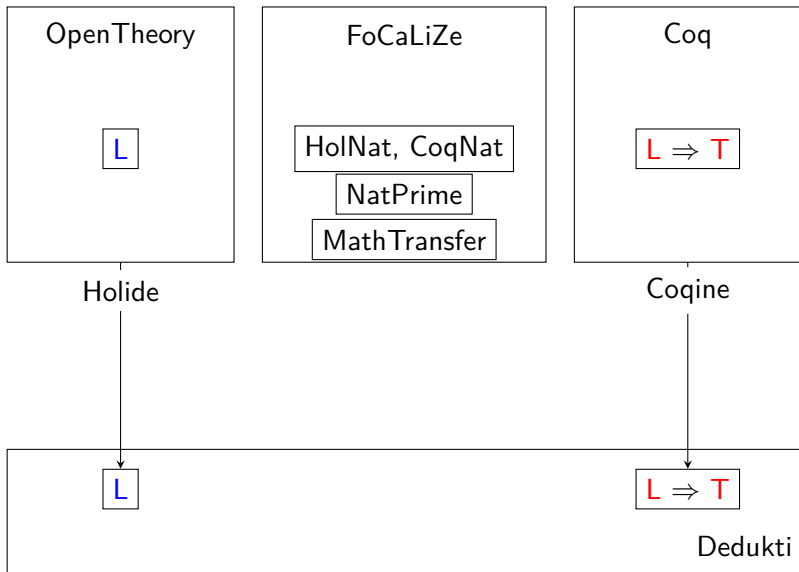 OpenTheory
FoCaLiZe
Coq
L
HolNat, CoqNat
L ⇒ T
NatPrime
MathTransfer
Holide
Coqine
L
L ⇒ T
Dedukti